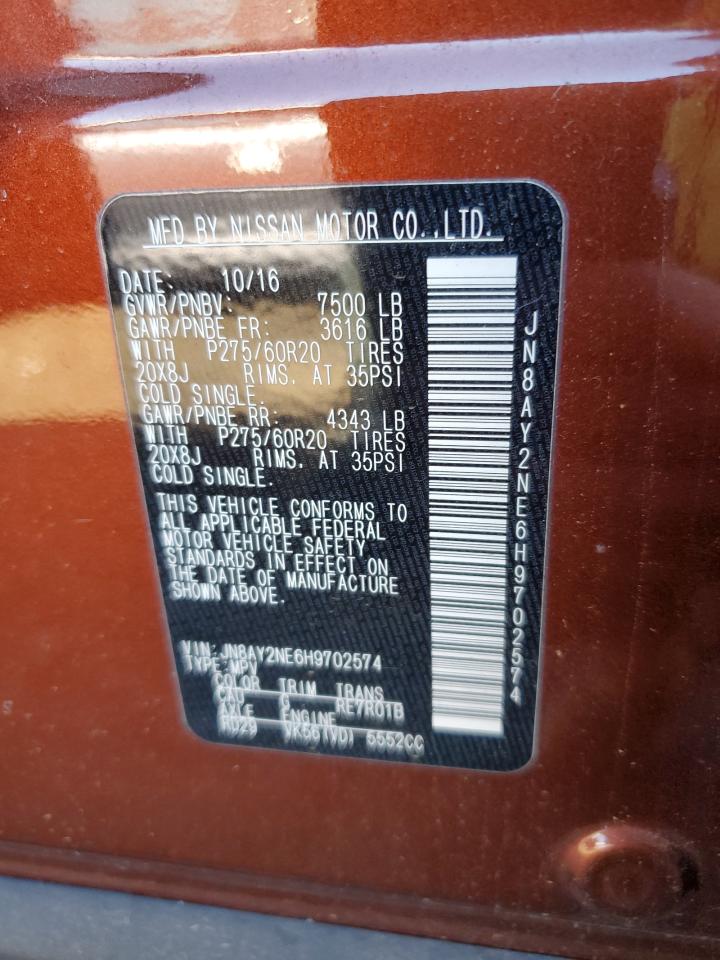 MFD BY NISSAN MOTOR CO.,LTD.
DATE: 10/16
GVWR/PNBV: 7500 LB
GAWR/PNBE FR: 3616 LB
WITH P275/60R20 TIRES
20X8J RIMS. AT 35PSI
COLD SINGLE.
GAWR/PNBE RR: 4343 LB
WITH P275/60R20 TIRES
20X8J RIMS. AT 35PSI
COLD SINGLE.
THIS VEHICLE CONFORMS TO
ALL APPLICABLE FEDERAL
MOTOR VEHICLE SAFETY
STANDARDS IN EFFECT ON
THE DATE OF MANUFACTURE
SHOWN ABOVE.
VIN: JN8AY2NE6H9702574
TYPE: MPV
COLOR TRIM TRANS
RE7R01B
AXLE ENGINE
RD29 VK56(VD) 5552CC
JN8AY2NE6H9702574